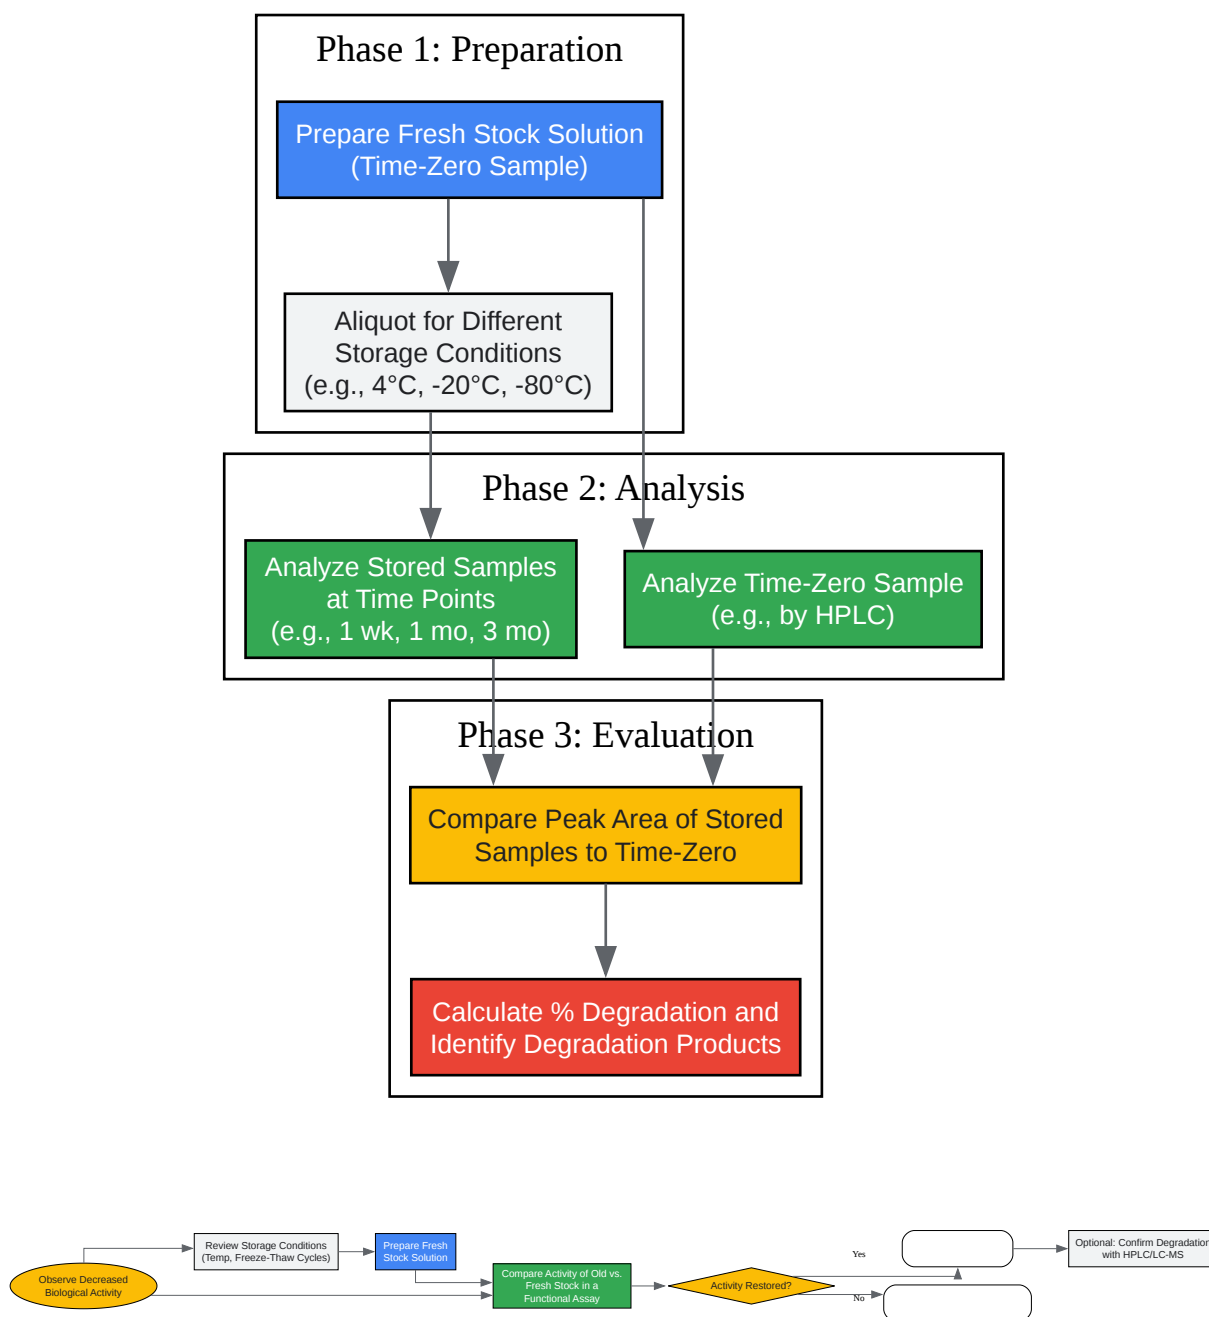 Phase 1: Preparation
Prepare Fresh Stock Solution
(Time-Zero Sample)
Aliquot for Different
Storage Conditions
(e.g., 4°C, -20°C, -80°C)
Phase 2: Analysis
Analyze Stored Samples
at Time Points
(e.g., 1 wk, 1 mo, 3 mo)
Analyze Time-Zero Sample
(e.g., by HPLC)
Phase 3: Evaluation
Compare Peak Area of Stored
Samples to Time-Zero
Calculate % Degradation and
Identify Degradation Products
Observe Decreased
Biological Activity
Review Storage Conditions
(Temp, Freeze-Thaw Cycles)
Prepare Fresh
Stock Solution
Compare Activity of Old vs.
Fresh Stock in a
Functional Assay
Activity Restored?
Yes
No
Optional: Confirm Degradation
with HPLC/LC-MS